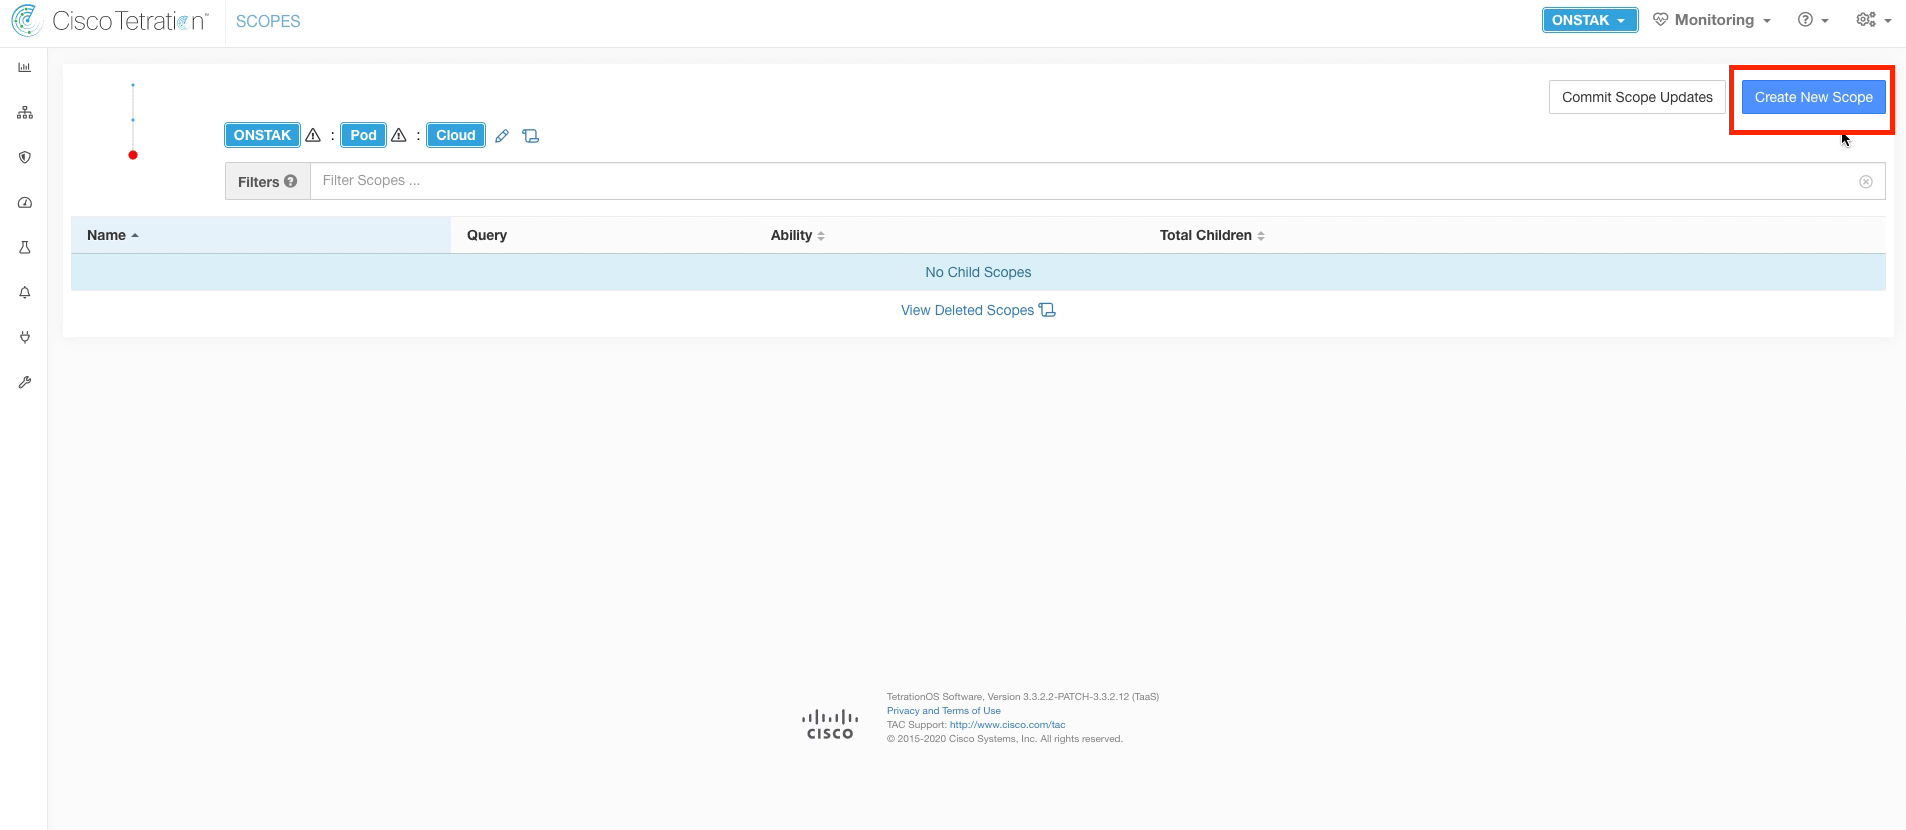 Cisco Tetration™ SCOPES ONSTAK Monitoring
Commit Scope Updates Create New Scope
ONSTAK : Pod : Cloud
Filters Filter Scopes ...
Name Query Ability Total Children
No Child Scopes
View Deleted Scopes
TetrationOS Software, Version 3.3.2.2-PATCH-3.3.2.12 (TaaS)
Privacy and Terms of Use
TAC Support: http://www.cisco.com/tac
© 2015-2020 Cisco Systems, Inc. All rights reserved.
CISCO